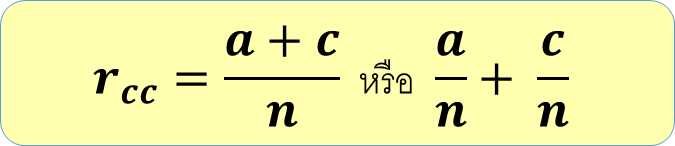 r_cc = (a + c)/n หรือ a/n + c/n